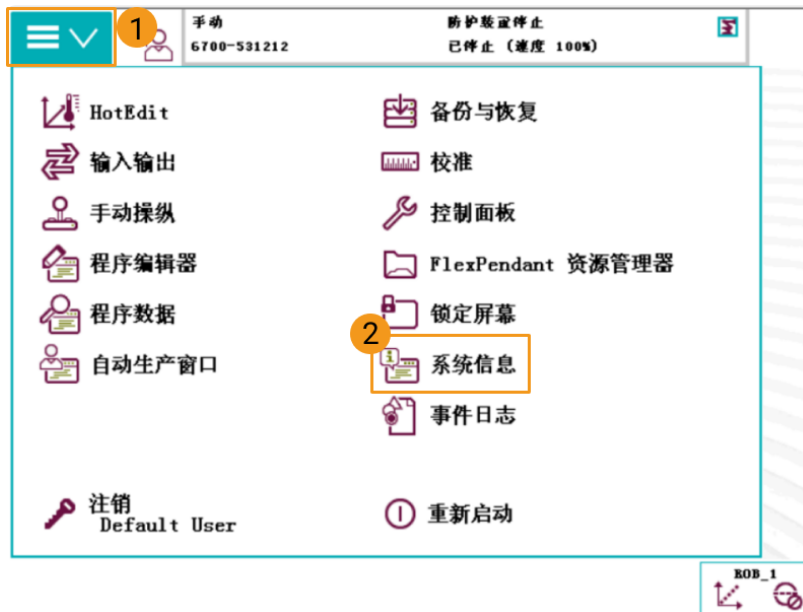 1
手动
6700-531212
防护装置停止
已停止 (速度 100%)
HotEdit
备份与恢复
输入输出
校准
手动操纵
控制面板
程序编辑器
FlexPendant 资源管理器
程序数据
锁定屏幕
2
自动生产窗口
系统信息
事件日志
注销
Default User
重新启动
ROB_1